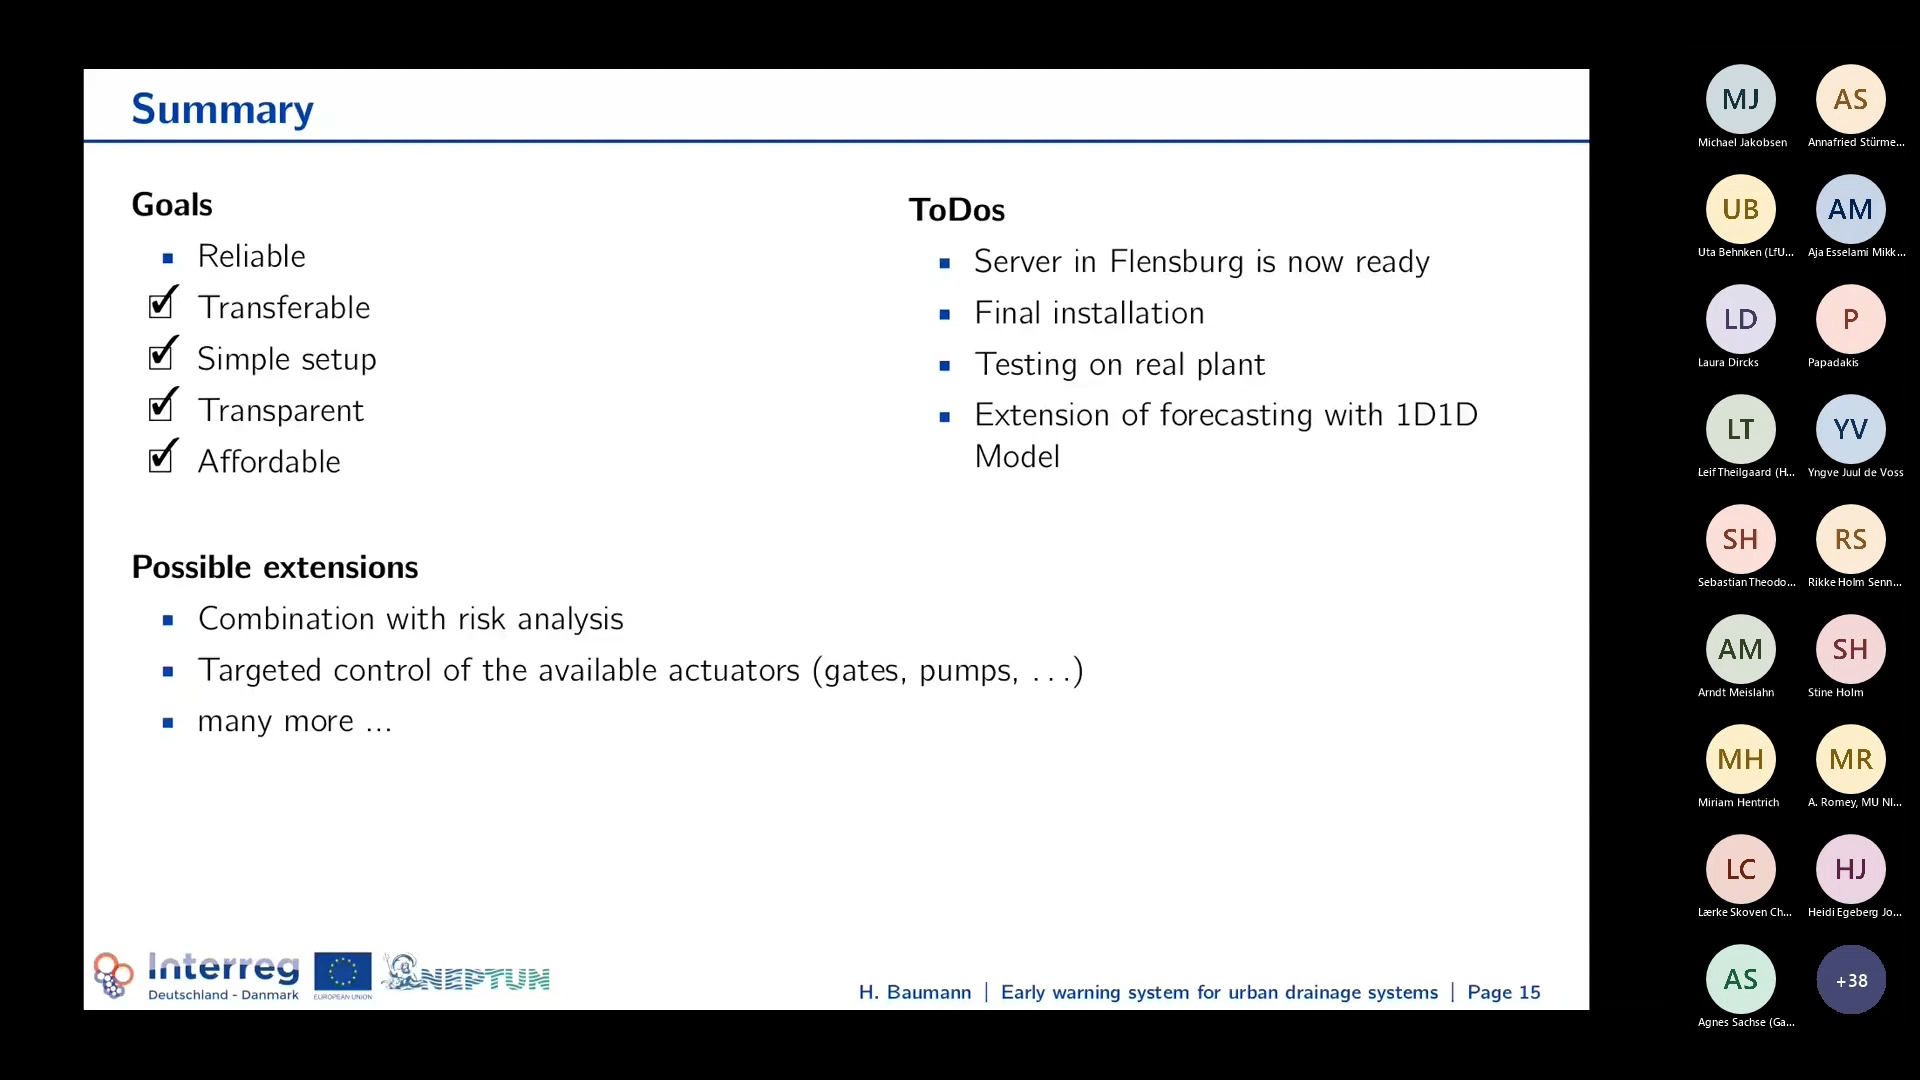 Summary
Goals
Reliable
Transferable
Simple setup
Transparent
Affordable
ToDos
Server in Flensburg is now ready
Final installation
Testing on real plant
Extension of forecasting with 1D1D
Model
Possible extensions
Combination with risk analysis
Targeted control of the available actuators (gates, pumps, ...)
many more ...
Interreg
Deutschland - Danmark
EUROPEAN UNION
NEPTUN
H. Baumann | Early warning system for urban drainage systems | Page 15
MJ AS
Michael Jakobsen Annafried Stürme...
UB AM
Uta Behnken (LfU... Aja Esselami Mikk...
LD P
Laura Dircks Papadakis
LT YV
Leif Theilgaard (H... Yngve Juul de Voss
SH RS
Sebastian Theodo... Rikke Holm Senn...
AM SH
Arndt Meislahn Stine Holm
MH MR
Miriam Hentrich A. Romey, MU NI...
LC HJ
Lærke Skoven Ch... Heidi Egeberg Jo...
AS +38
Agnes Sachse (Ga...